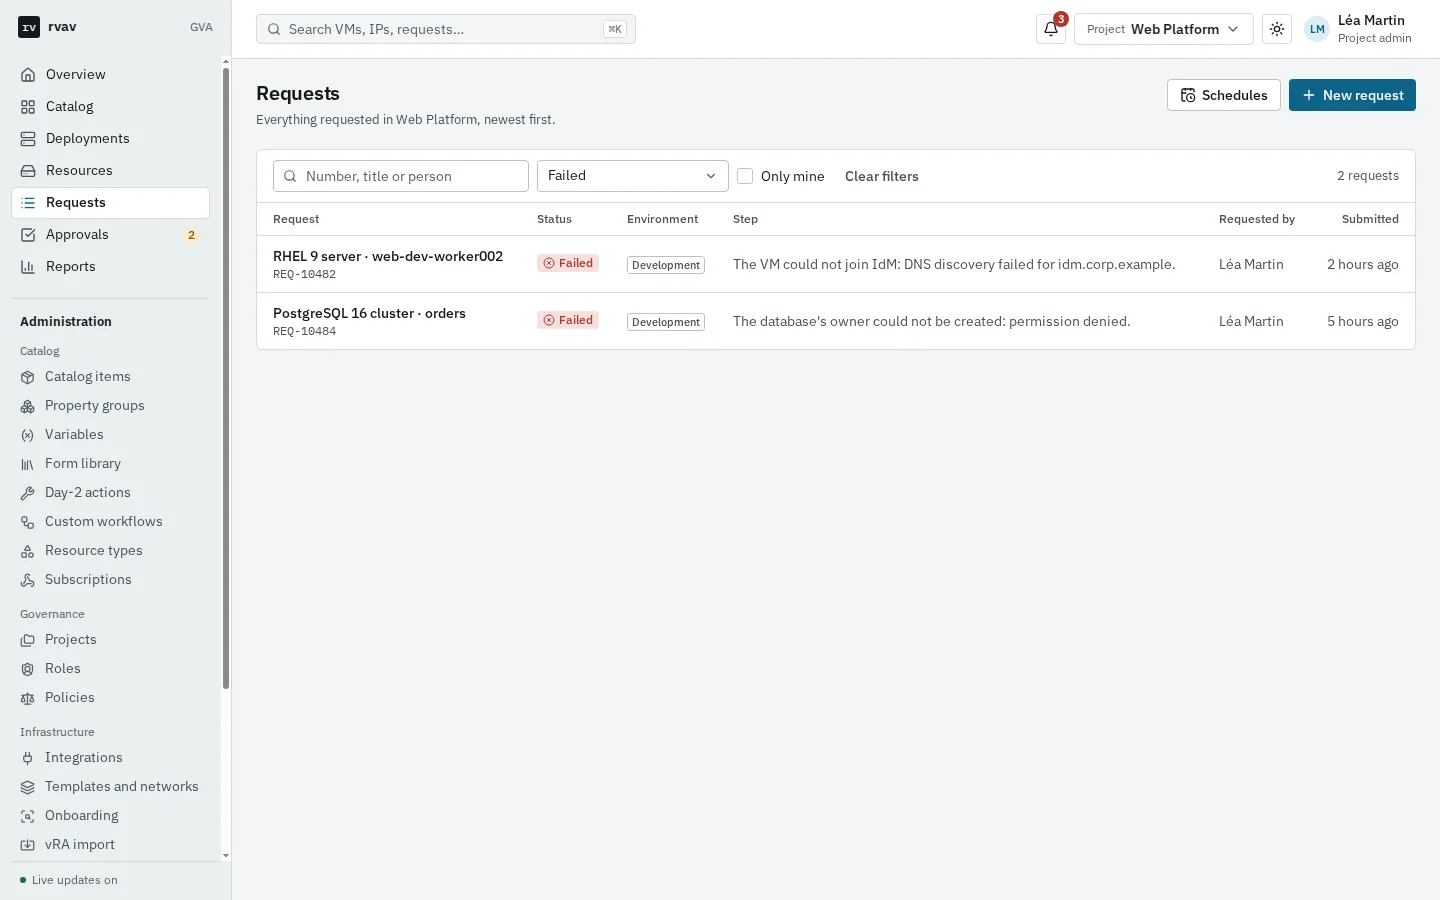 rv rvav GVA
Search VMs, IPs, requests... ⌘K
3
Project Web Platform
LM
Léa Martin
Project admin
Overview
Catalog
Deployments
Resources
Requests
Approvals 2
Reports
Administration
Catalog
Catalog items
Property groups
Variables
Form library
Day-2 actions
Custom workflows
Resource types
Subscriptions
Governance
Projects
Roles
Policies
Infrastructure
Integrations
Templates and networks
Onboarding
vRA import
Live updates on
Requests
Everything requested in Web Platform, newest first.
Schedules
New request
Number, title or person
Failed
Only mine
Clear filters
2 requests
Request Status Environment Step Requested by Submitted
RHEL 9 server · web-dev-worker002
REQ-10482
Failed Development The VM could not join IdM: DNS discovery failed for idm.corp.example. Léa Martin 2 hours ago
PostgreSQL 16 cluster · orders
REQ-10484
Failed Development The database's owner could not be created: permission denied. Léa Martin 5 hours ago